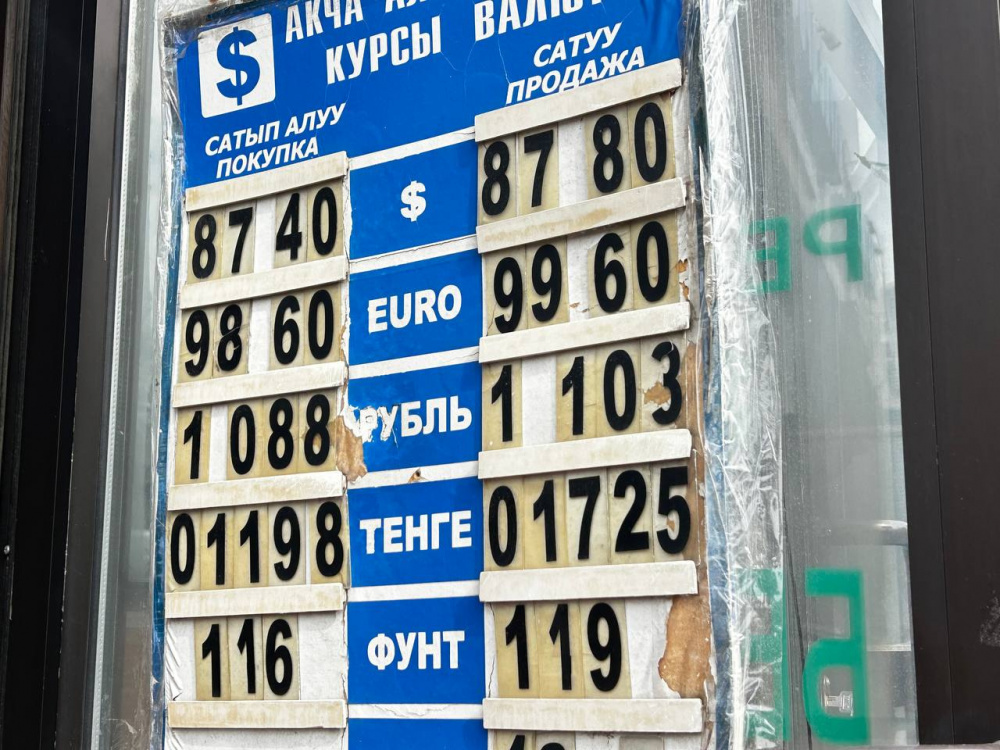 $ АКЧА
КУРСЫ
САТЫП АЛУУ
ПОКУПКА
САТУУ
ПРОДАЖА
87 40 $ 87 80
98 60 EURO 99 60
1 088 РУБЛЬ 1 103
01198 ТЕНГЕ 01725
116 ФУНТ 119